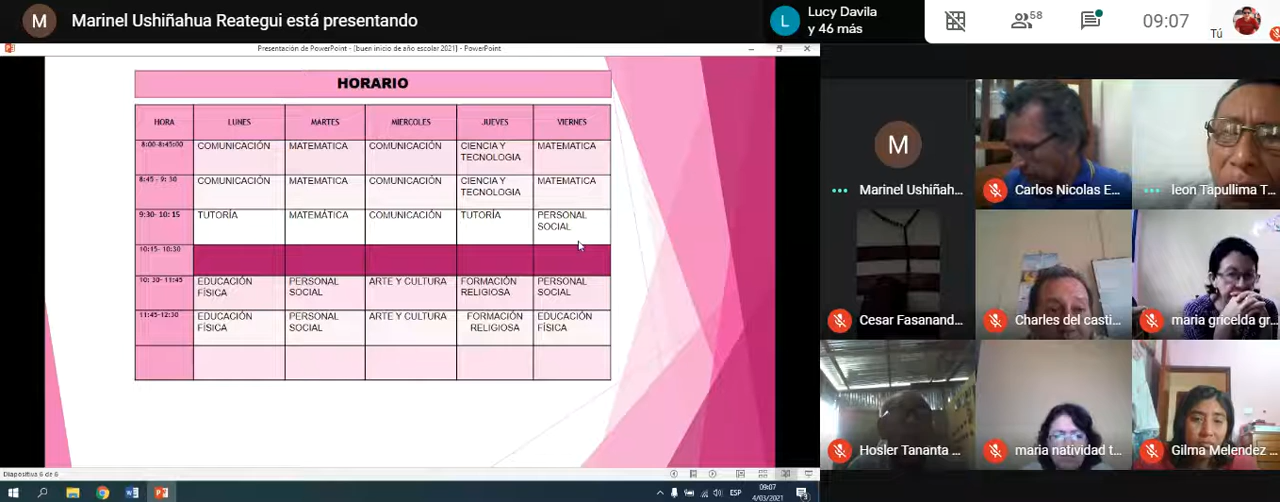 M Marinel Ushiñahua Reategui está presentando
L Lucy Davila
y 46 más
58
09:07
Tú
Presentación de PowerPoint - [buen inicio de año escolar 2021] - PowerPoint
HORARIO
HORA LUNES MARTES MIERCOLES JUEVES VIERNES
8:00-8:45:00 COMUNICACIÓN MATEMATICA COMUNICACIÓN CIENCIA Y MATEMATICA
TECNOLOGIA
8:45 - 9: 30 COMUNICACIÓN MATEMATICA COMUNICACIÓN CIENCIA Y MATEMATICA
TECNOLOGIA
9:30- 10: 15 TUTORÍA MATEMÁTICA COMUNICACIÓN TUTORÍA PERSONAL
SOCIAL
10:15- 10:30
10: 30- 11:45 EDUCACIÓN PERSONAL ARTE Y CULTURA FORMACIÓN PERSONAL
FÍSICA SOCIAL RELIGIOSA SOCIAL
11:45-12:30 EDUCACIÓN PERSONAL ARTE Y CULTURA FORMACIÓN EDUCACIÓN
FÍSICA SOCIAL RELIGIOSA FÍSICA
M
Marinel Ushiñah...
Carlos Nicolas E...
leon Tapullima T...
Cesar Fasanand...
Charles del casti...
maria gricelda gr...
Hosler Tananta ...
maria natividad t...
Gilma Melendez ...
Diapositiva 6 de 6
ESP
09:07
4/03/2021